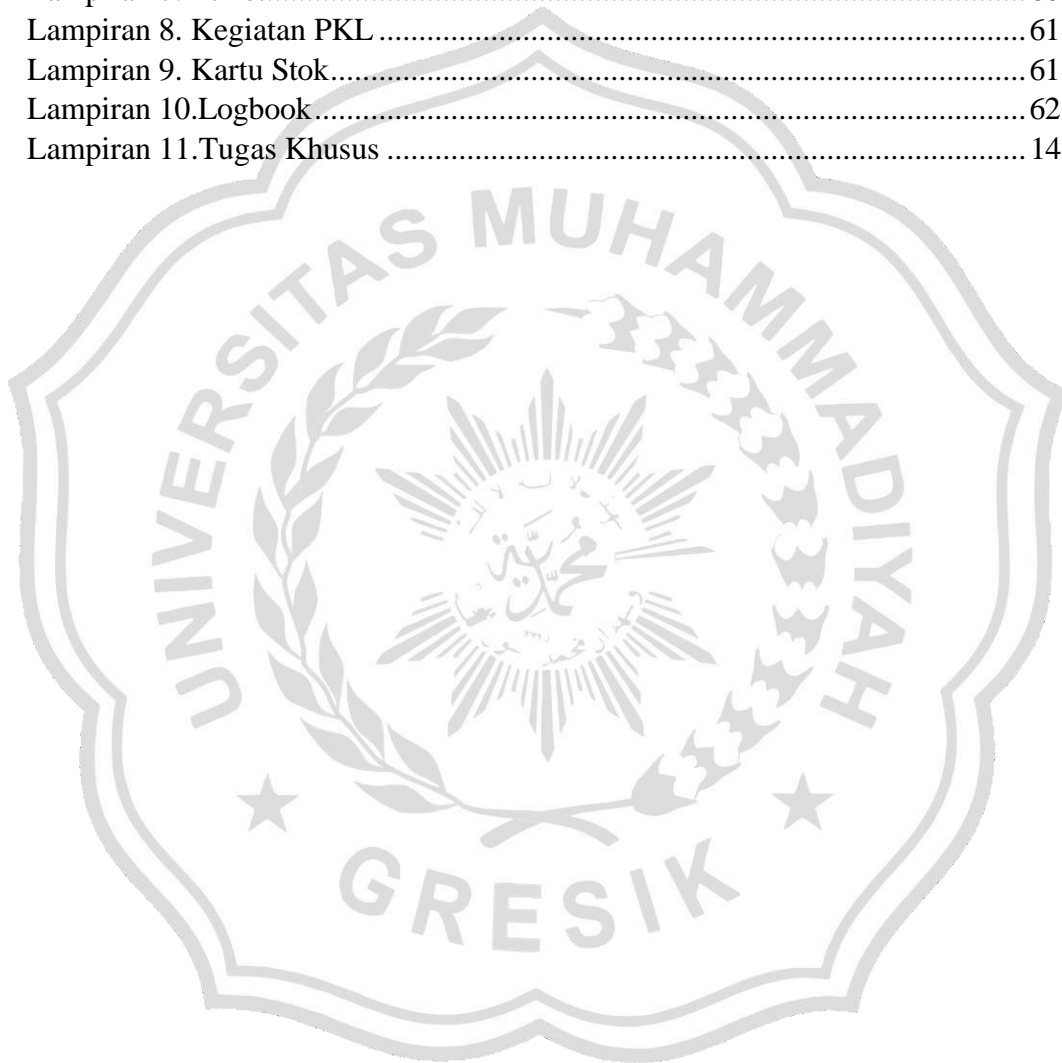 Lampiran 8. Kegiatan PKL ........ 61
Lampiran 9. Kartu Stok ........ 61
Lampiran 10.Logbook ........ 62
Lampiran 11.Tugas Khusus ........ 14
UNIVERSITAS MUHAMMADIYAH
GRESIK